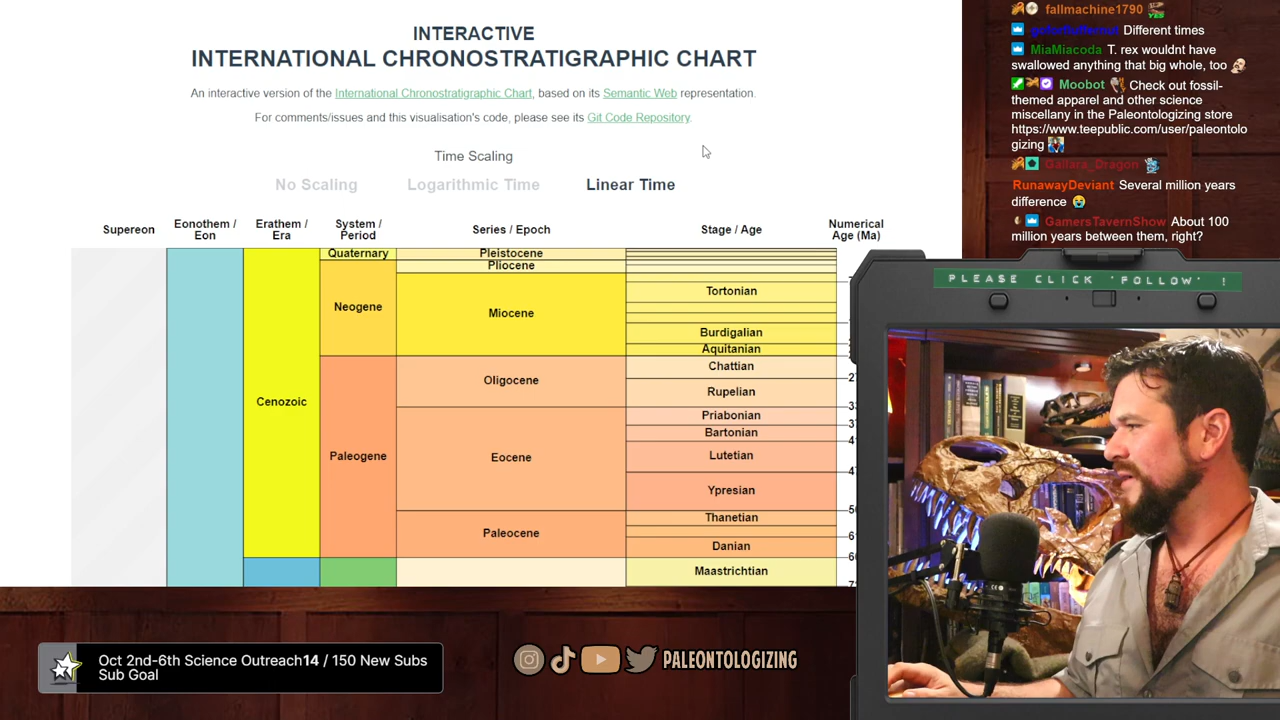 INTERACTIVE
INTERNATIONAL CHRONOSTRATIGRAPHIC CHART
An interactive version of the International Chronostratigraphic Chart, based on its Semantic Web representation.
For comments/issues and this visualisation's code, please see its Git Code Repository.
Time Scaling
No Scaling
Logarithmic Time
Linear Time
Supereon
Eonothem /
Eon
Erathem /
Era
System /
Period
Series / Epoch
Stage / Age
Numerical
Age (Ma)
Cenozoic
Quaternary
Neogene
Paleogene
Pleistocene
Pliocene
Miocene
Oligocene
Eocene
Paleocene
Tortonian
Burdigalian
Aquitanian
Chattian
Rupelian
Priabonian
Bartonian
Lutetian
Ypresian
Thanetian
Danian
Maastrichtian
fallmachine1790
YES
Different times
MiaMiacoda T. rex wouldnt have
swallowed anything that big whole, too
Moobot Check out fossil-
themed apparel and other science
miscellany in the Paleontologizing store
https://www.teepublic.com/user/paleontolo
gizing
Gallara_Dragon
RunawayDeviant Several million years
difference
GamersTavernShow About 100
million years between them, right?
PLEASE CLICK 'FOLLOW' !
Oct 2nd-6th Science Outreach 14 / 150 New Subs
Sub Goal
PALEONTOLOGIZING